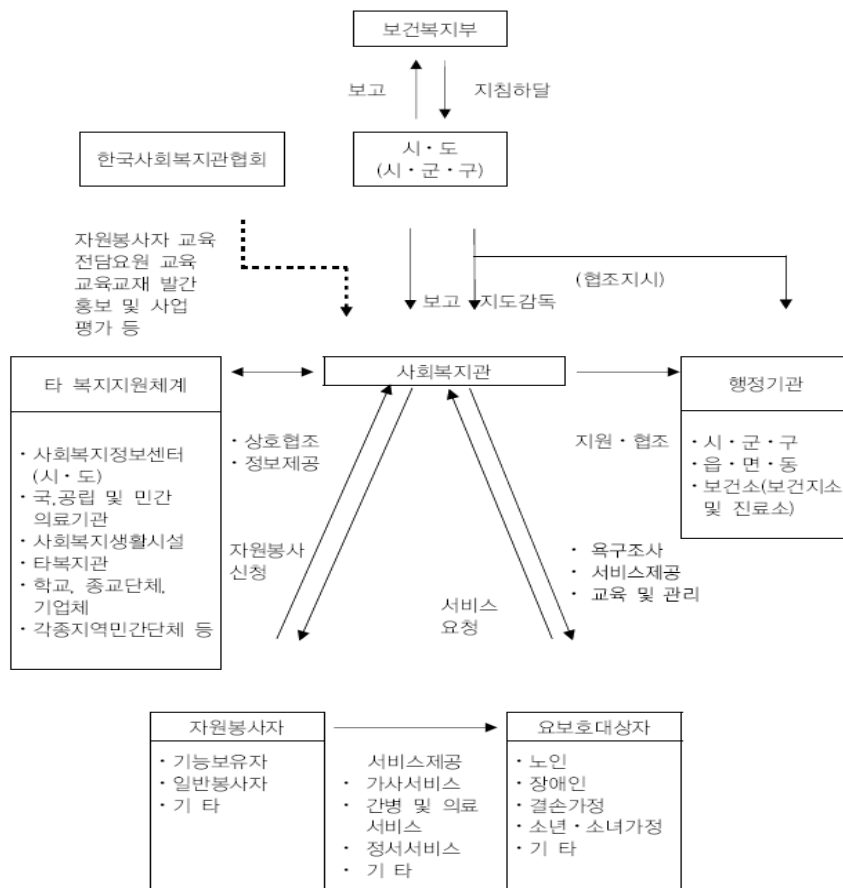 보건복지부
보고
지침하달
한국사회복지관협회
시・도
(시・군・구)
자원봉사자 교육
전담요원 교육
교육교재 발간
홍보 및 사업
평가 등
보고
지도감독
(협조지시)
타 복지지원체계
사회복지관
행정기관
・사회복지정보센터
(시・도)
・국,공립 및 민간
의료기관
・사회복지생활시설
・타복지관
・학교, 종교단체,
기업체
・각종지역민간단체 등
・상호협조
・정보제공
지원・협조
・시・군・구
・읍・면・동
・보건소(보건지소
및 진료소)
자원봉사
신청
서비스
요청
・욕구조사
・서비스제공
・교육 및 관리
자원봉사자
・기능보유자
・일반봉사자
・기 타
서비스제공
・가사서비스
・간병 및 의료
서비스
・정서서비스
・기 타
요보호대상자
・노인
・장애인
・결손가정
・소년・소녀가정
・기 타